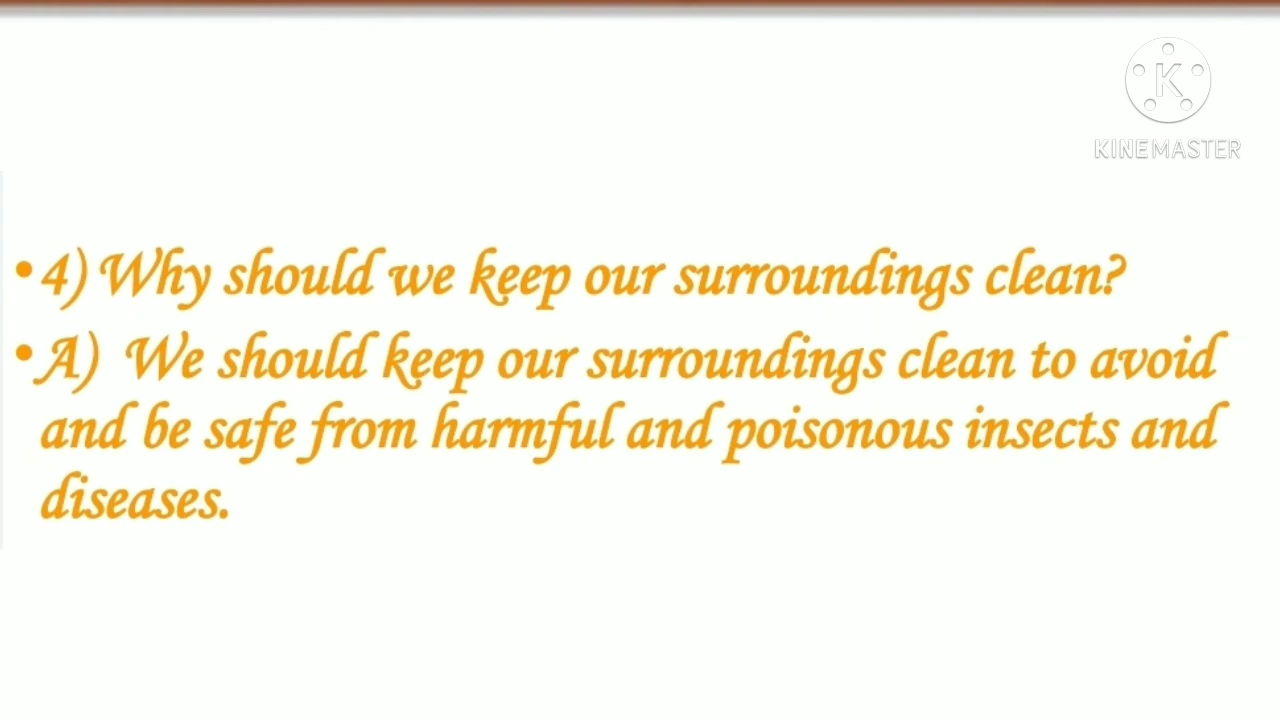 K
KINEMASTER
• 4) Why should we keep our surroundings clean?
• A) We should keep our surroundings clean to avoid
and be safe from harmful and poisonous insects and
diseases.